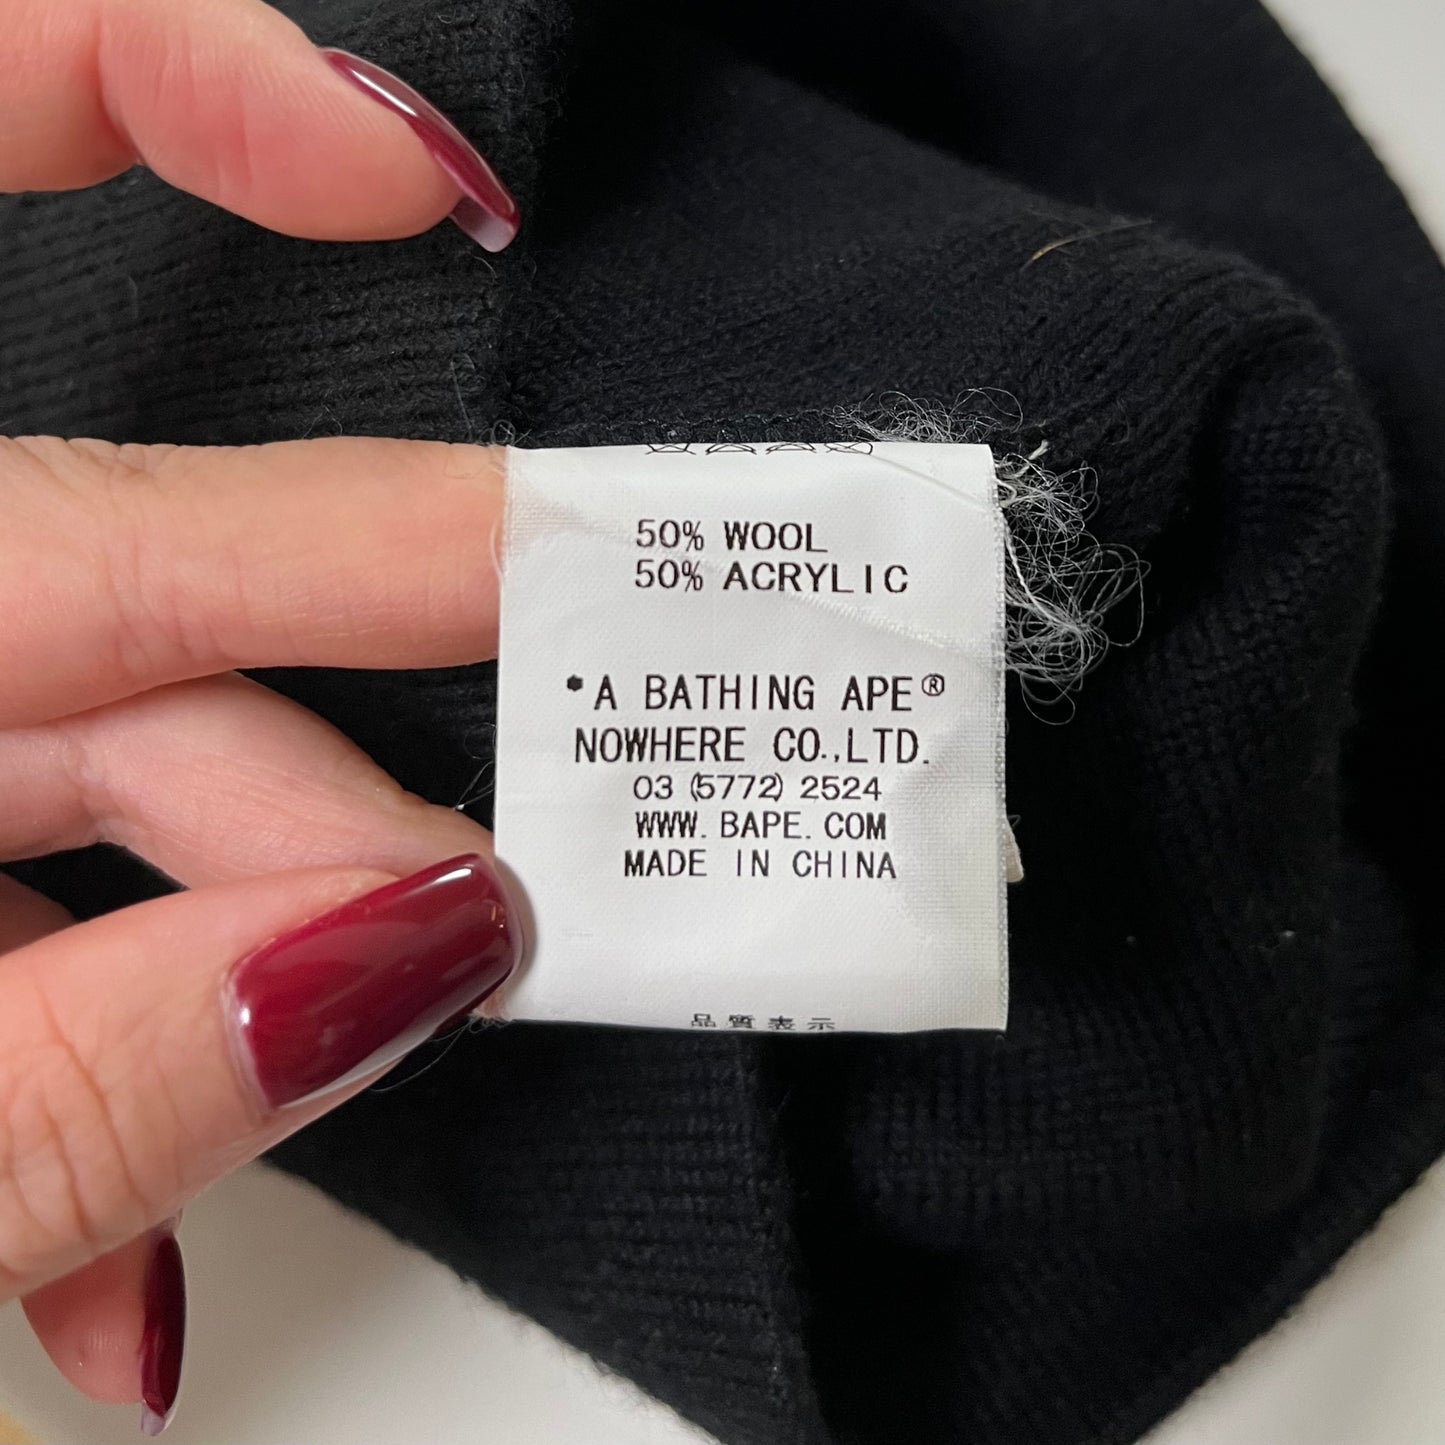 50% WOOL
50% ACRYLIC
*A BATHING APE®
NOWHERE CO.,LTD.
03 (5772) 2524
WWW. BAPE. COM
MADE IN CHINA
品質表示